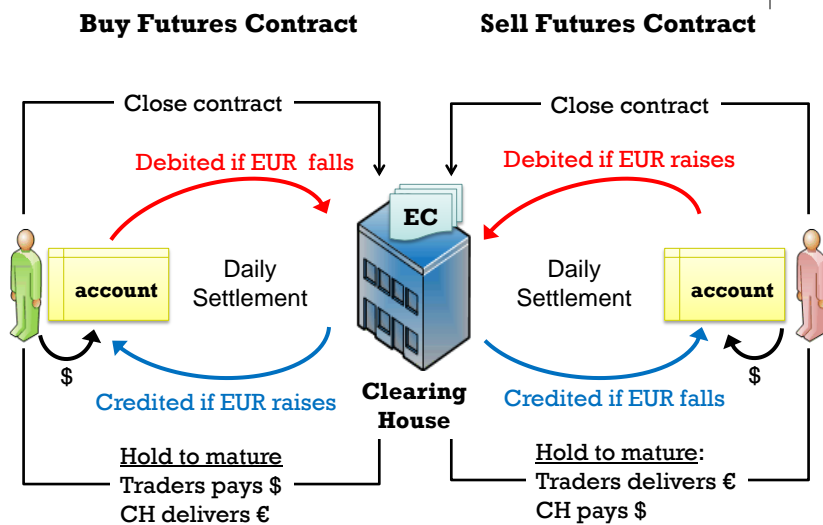 Buy Futures Contract
Sell Futures Contract
Close contract
Close contract
Debited if EUR falls
Debited if EUR raises
EC
account
Daily
Settlement
Daily
Settlement
account
$
$
Credited if EUR raises
Clearing
House
Credited if EUR falls
Hold to mature
Traders pays $
CH delivers €
Hold to mature:
Traders delivers €
CH pays $